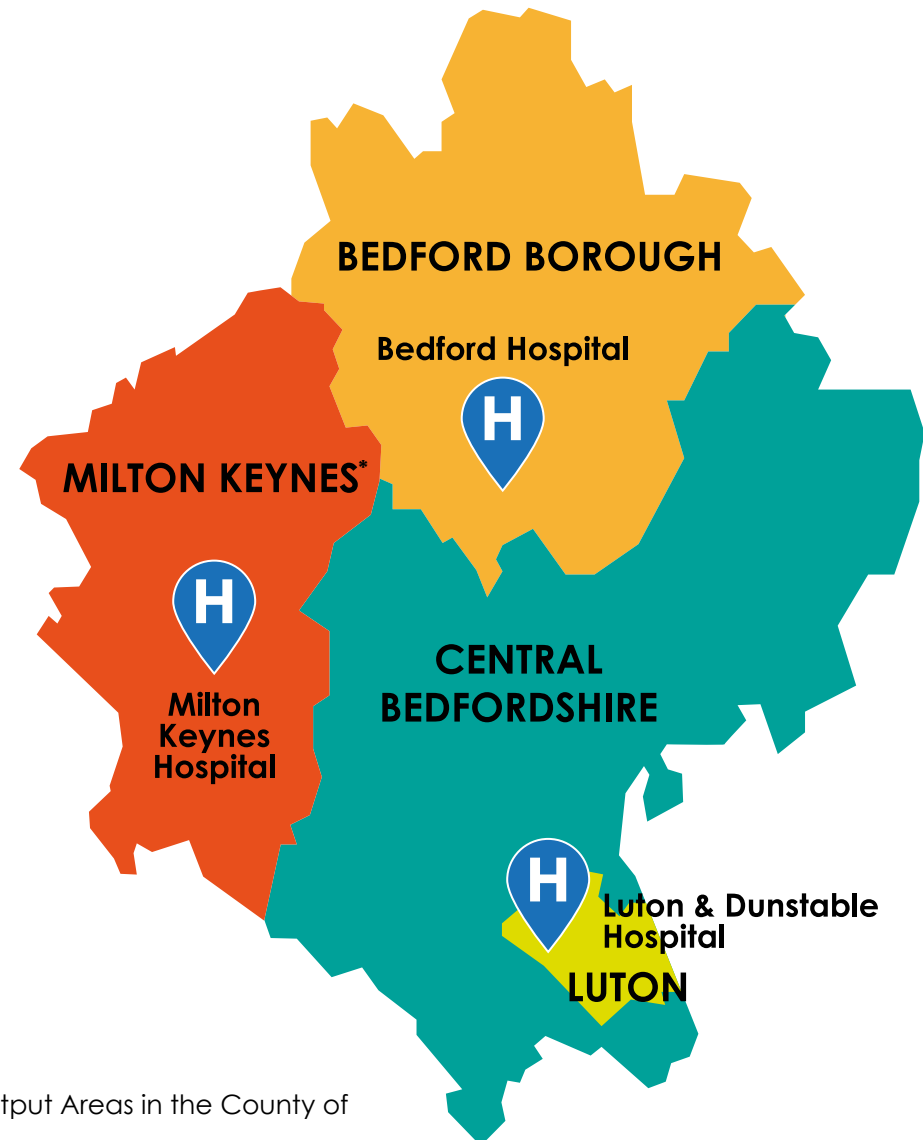 BEDFORD BOROUGH
Bedford Hospital
H
MILTON KEYNES*
H
Milton
Keynes
Hospital
CENTRAL
BEDFORDSHIRE
H
Luton & Dunstable
Hospital
LUTON
tput Areas in the County of